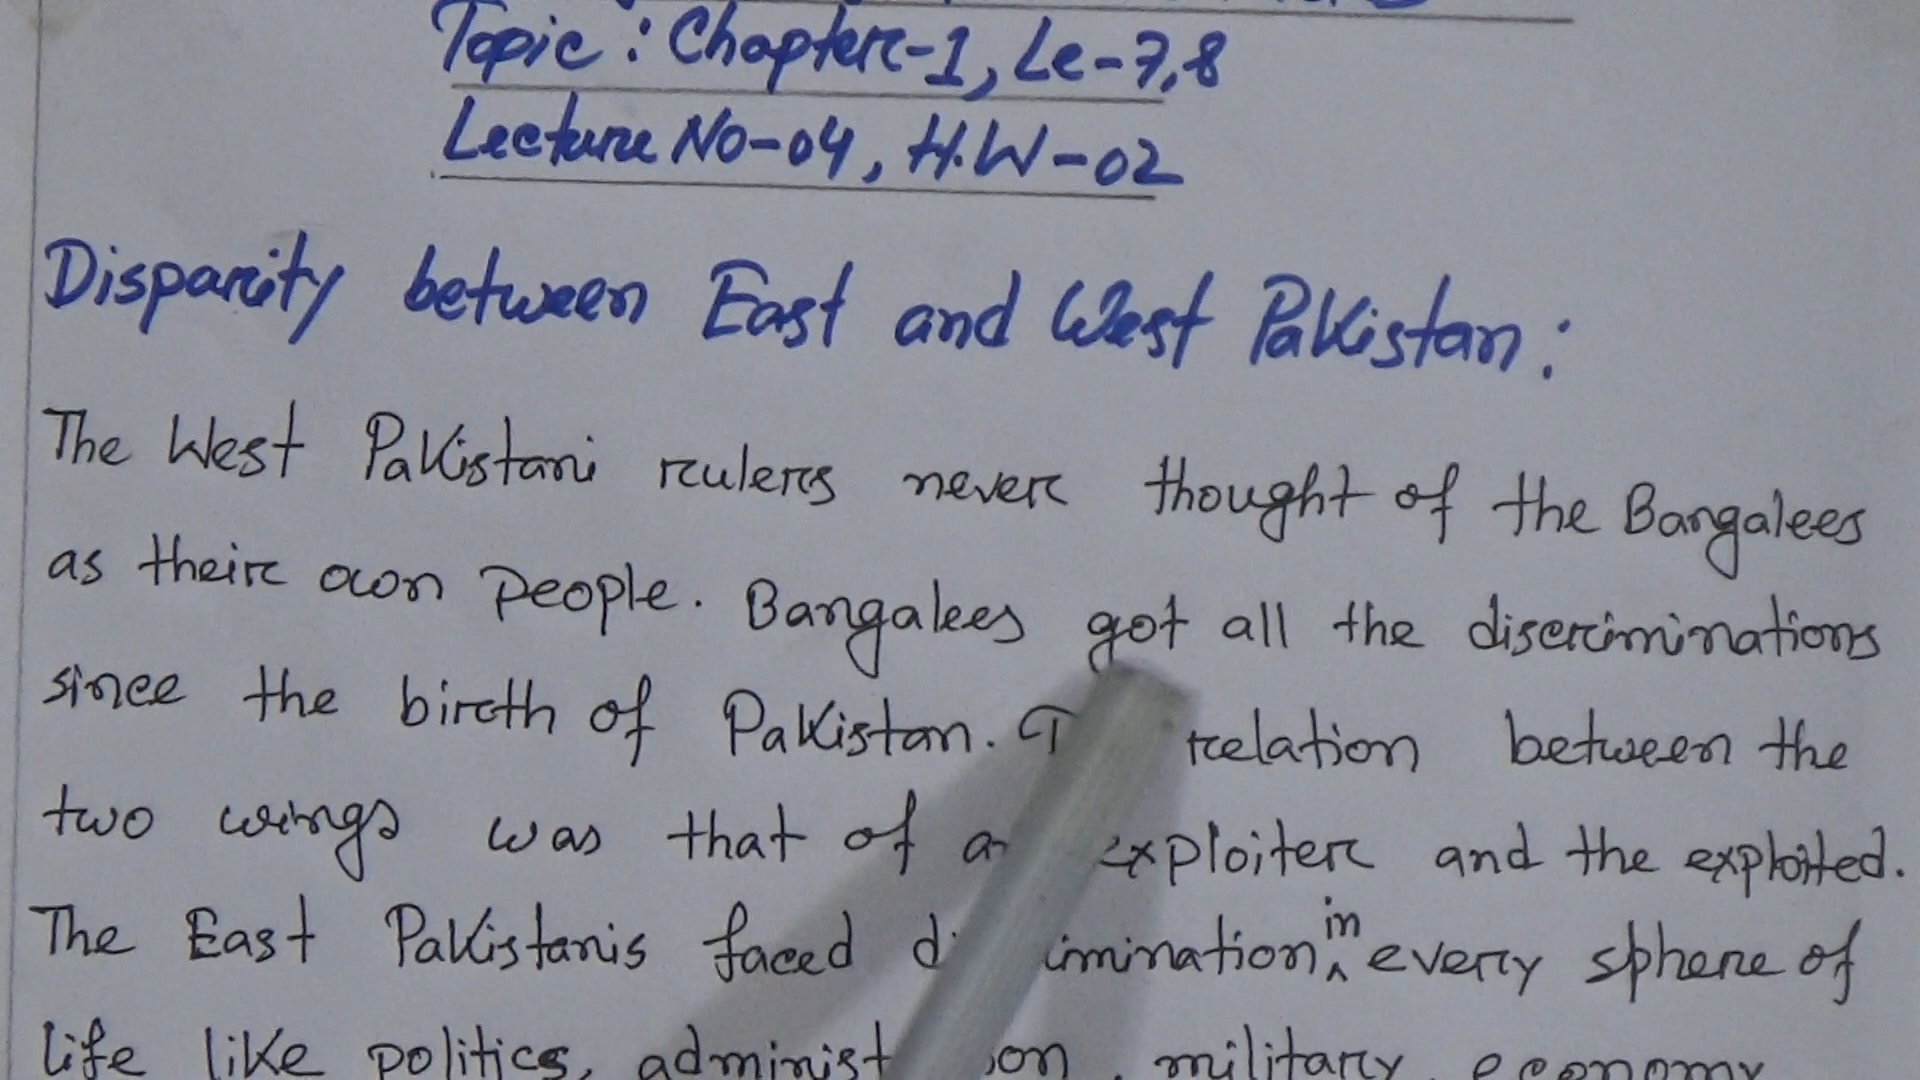 Topic : Chapter-1, Le-7,8
Lecture No-04, H.W-02
Disparity between East and West Pakistan :
The West Pakistani rulers never thought of the Bangalees
as their own people. Bangalees got all the discriminations
since the birth of Pakistan. relation between the
two wings was that of exploiter and the exploited.
The East Pakistanis faced in every sphere of
life like politics, military, economy